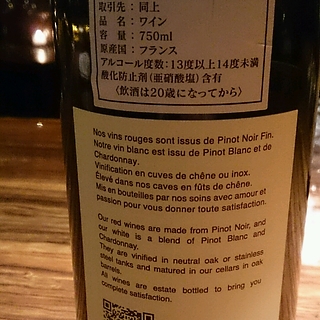 取引先：同上
品 名：ワイン
容 量：750ml
原産国：フランス
アルコール度数：13度以上14度未満
酸化防止剤(亜硝酸塩)含有
〈飲酒は20歳になってから〉
Nos vins rouges sont issus de Pinot Noir Fin.
Notre vin blanc est issu de Pinot Blanc et de
Chardonnay.
Vinification en cuves de chêne ou inox.
Élevé dans nos caves en fûts de chêne.
Mis en bouteilles par nos soins avec amour et
passion pour vous donner toute satisfaction.
Our red wines are made from Pinot Noir, and
our white is a blend of Pinot Blanc and
Chardonnay.
They are vinified in neutral oak or stainless
steel tanks and matured in our cellars in oak
barrels.
All wines are estate bottled to bring you
complete satisfaction.